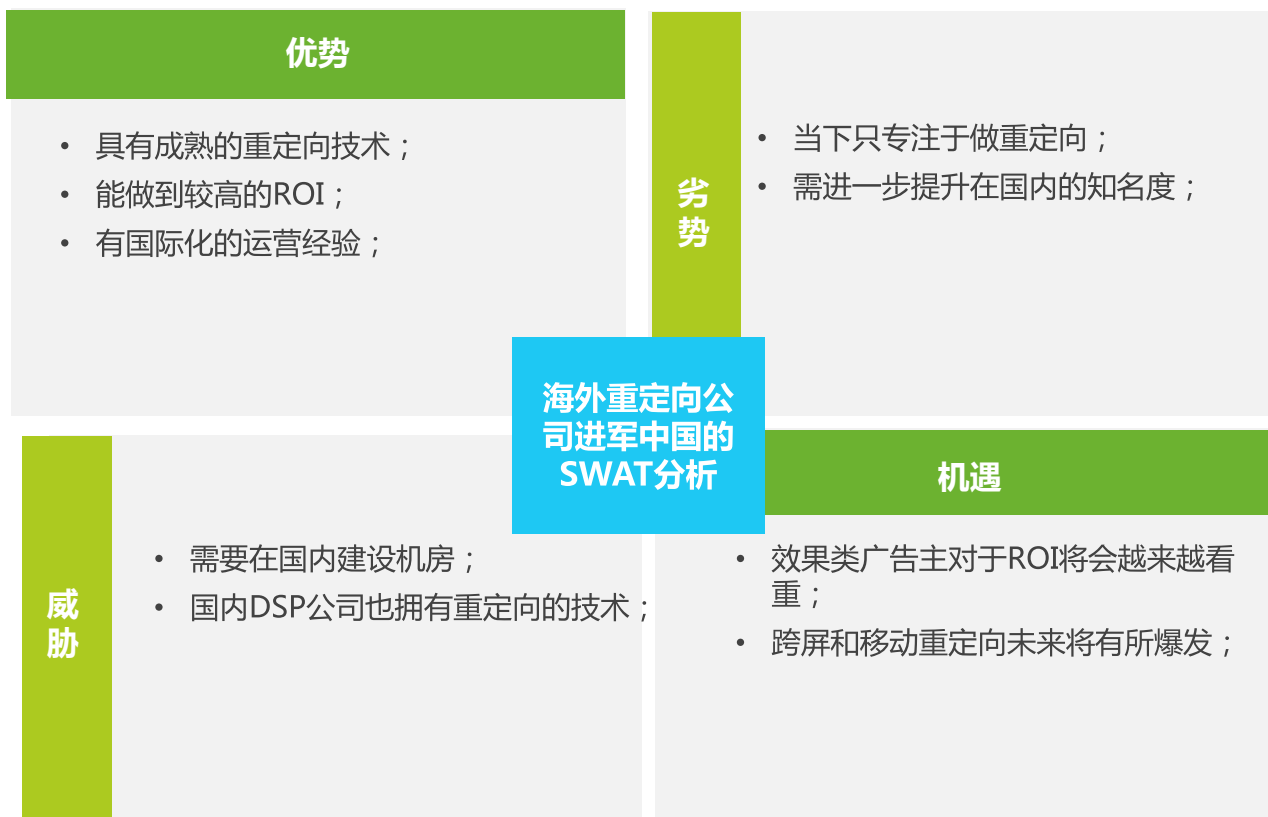 优势
• 具有成熟的重定向技术；
• 能做到较高的ROI；
• 有国际化的运营经验；
劣
势
• 当下只专注于做重定向；
• 需进一步提升在国内的知名度；
海外重定向公
司进军中国的
SWAT分析
威
胁
• 需要在国内建设机房；
• 国内DSP公司也拥有重定向的技术；
机遇
• 效果类广告主对于ROI将会越来越看
重；
• 跨屏和移动重定向未来将有所爆发；